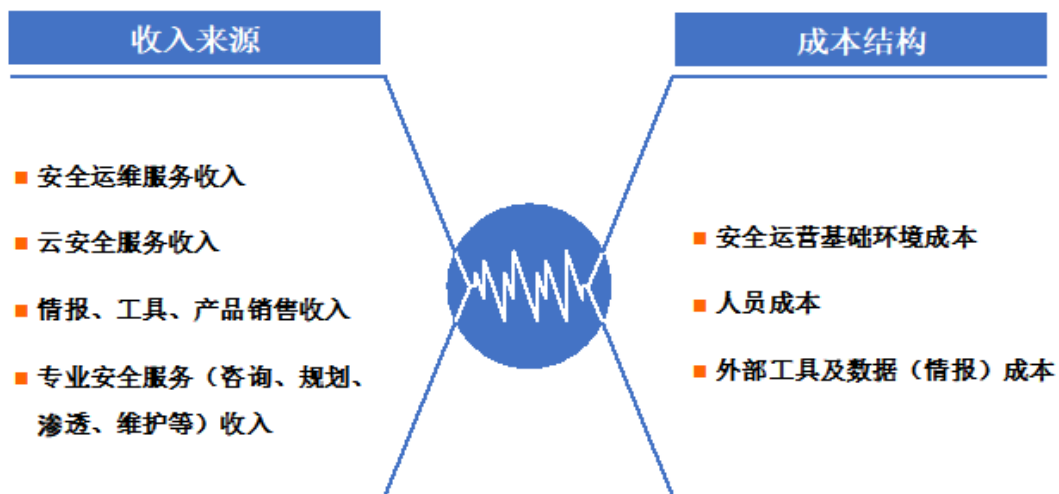 收入来源
安全运维服务收入
云安全服务收入
情报、工具、产品销售收入
专业安全服务（咨询、规划、
渗透、维护等）收入
成本结构
安全运营基础环境成本
人员成本
外部工具及数据（情报）成本